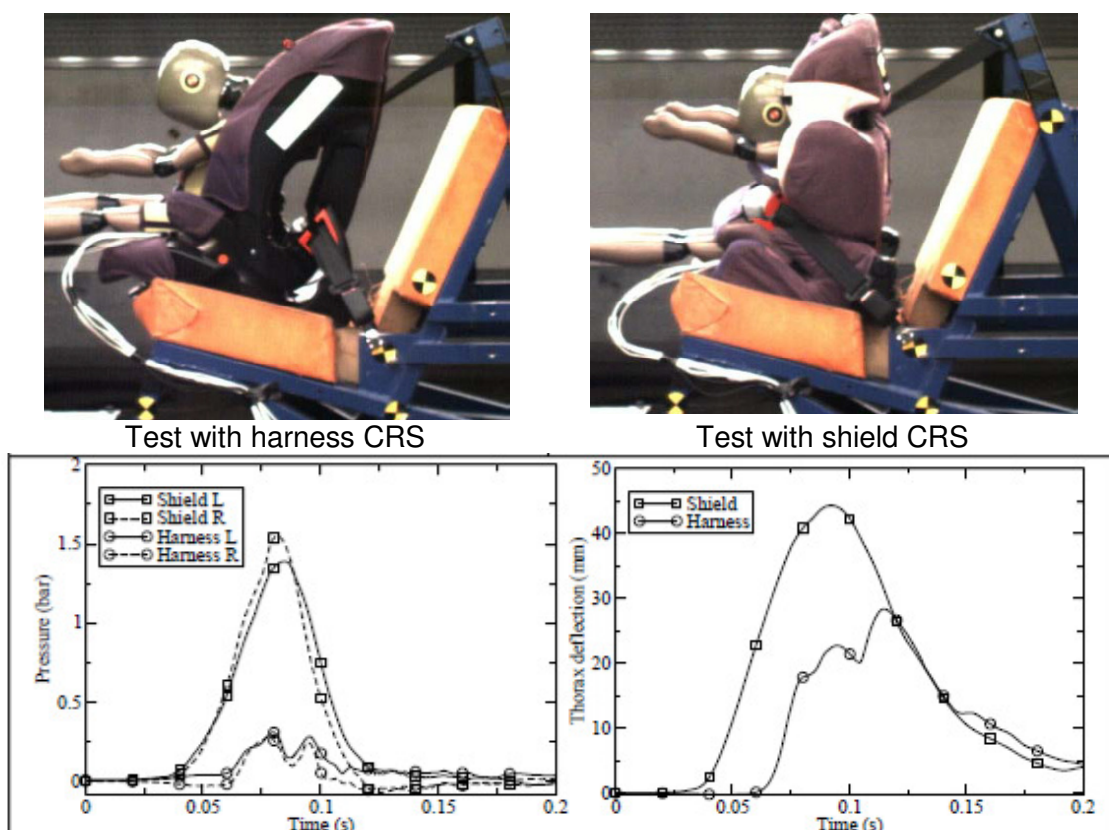 Test with harness CRS
Test with shield CRS
2
1.5
1
0.5
0
Pressure (bar)
Shield L
Shield R
Harness L
Harness R
0
0.05
0.1
0.15
0.2
Time (s)
50
40
30
20
10
0
Thorax deflection (mm)
Shield
Harness
0
0.05
0.1
0.15
0.2
Time (s)